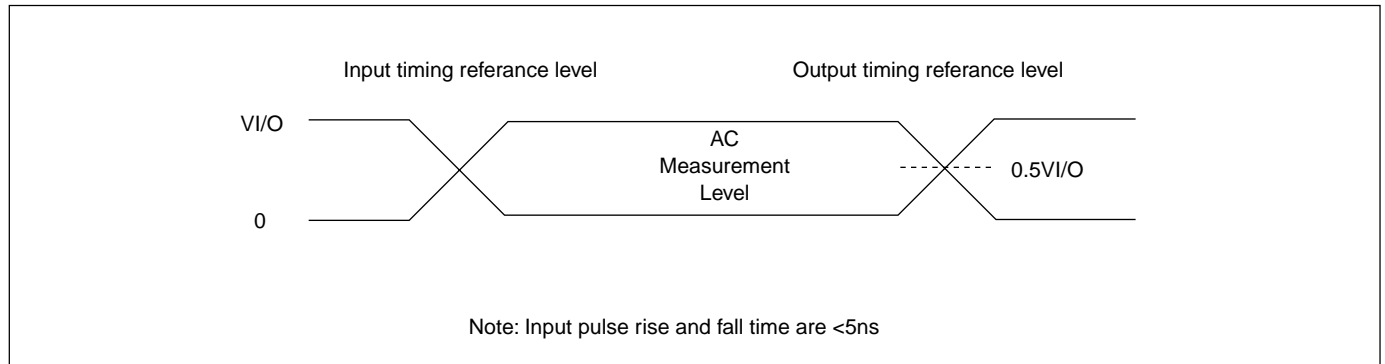 Input timing referance level
Output timing referance level
VI/O
AC
Measurement
Level
0.5VI/O
0
Note: Input pulse rise and fall time are <5ns